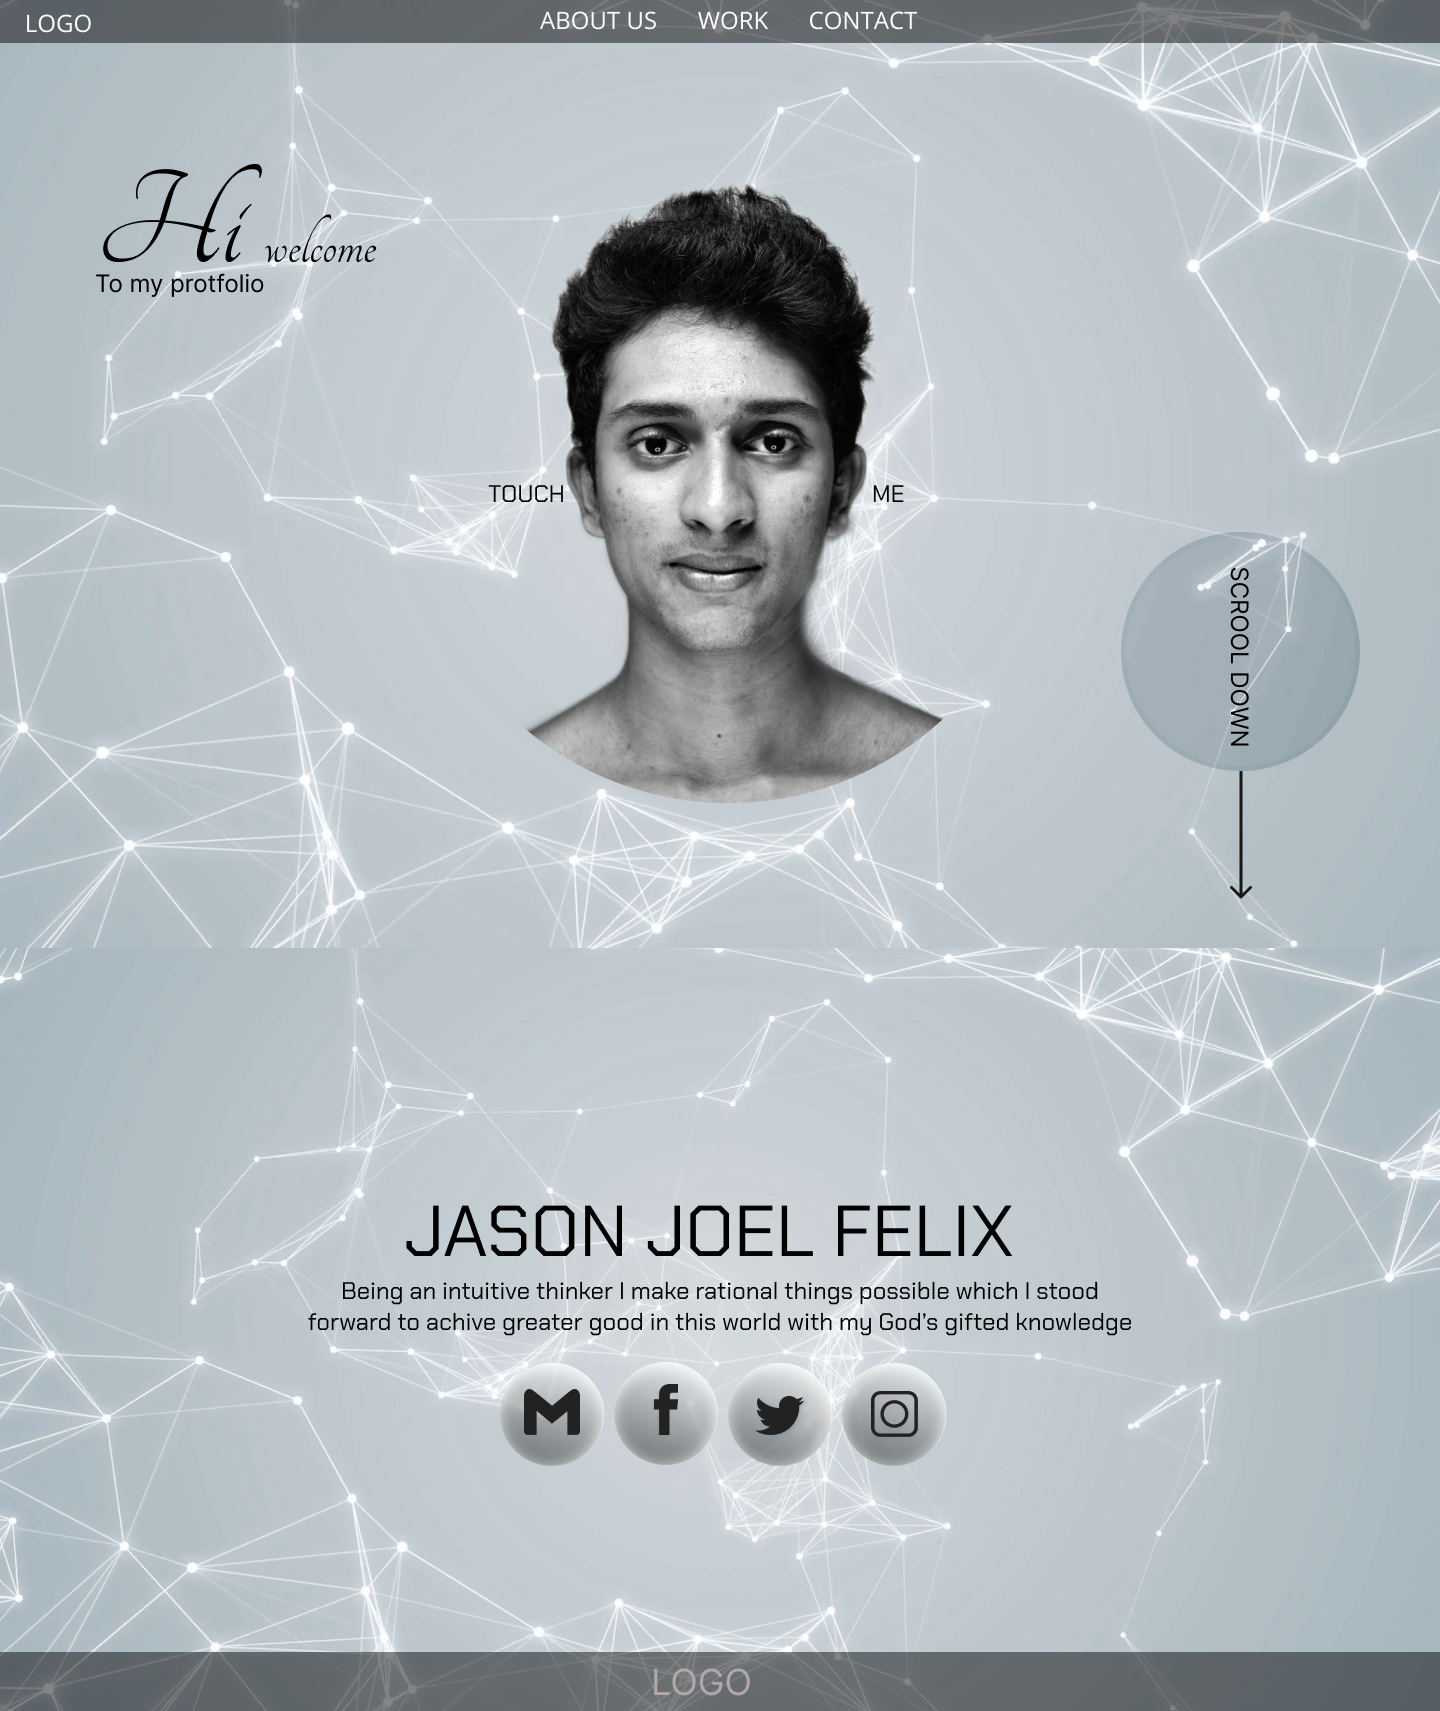 LOGO ABOUT US WORK CONTACT
Hi welcome
To my protfolio
TOUCH ME
SCROOL DOWN
JASON JOEL FELIX
Being an intuitive thinker I make rational things possible which I stood
forward to achive greater good in this world with my God's gifted knowledge
LOGO